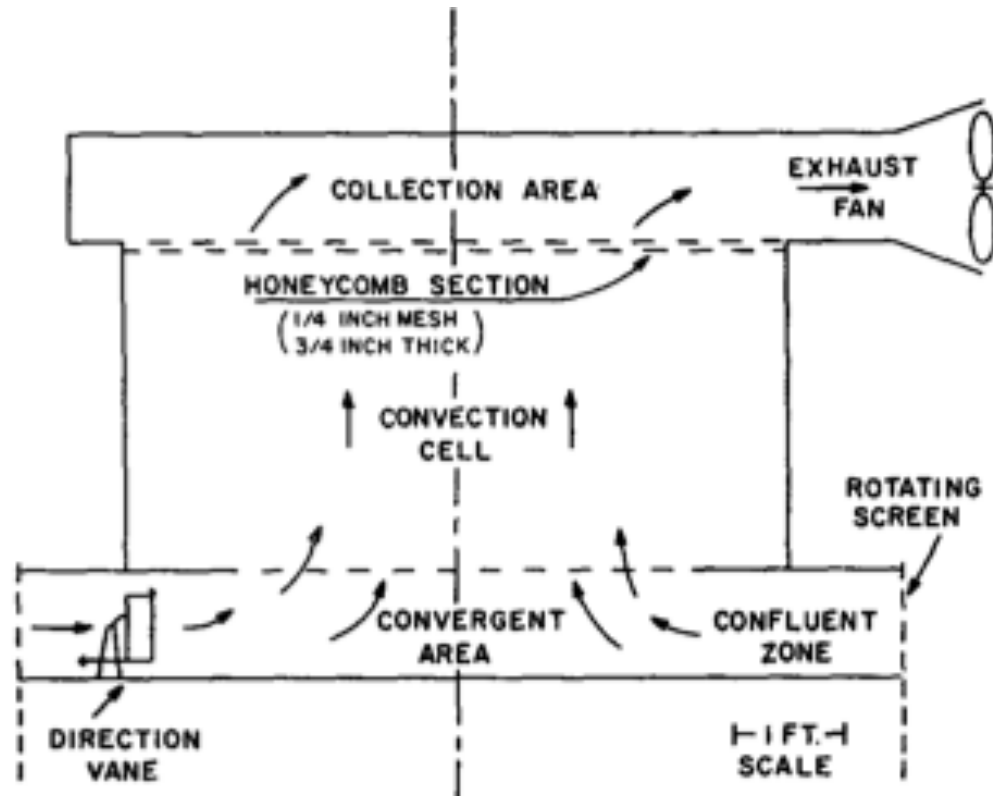 COLLECTION AREA
EXHAUST
FAN
HONEYCOMB SECTION
(1/4 INCH MESH
3/4 INCH THICK)
CONVECTION
CELL
ROTATING
SCREEN
CONVERGENT
AREA
CONFLUENT
ZONE
DIRECTION
VANE
1 FT.
SCALE